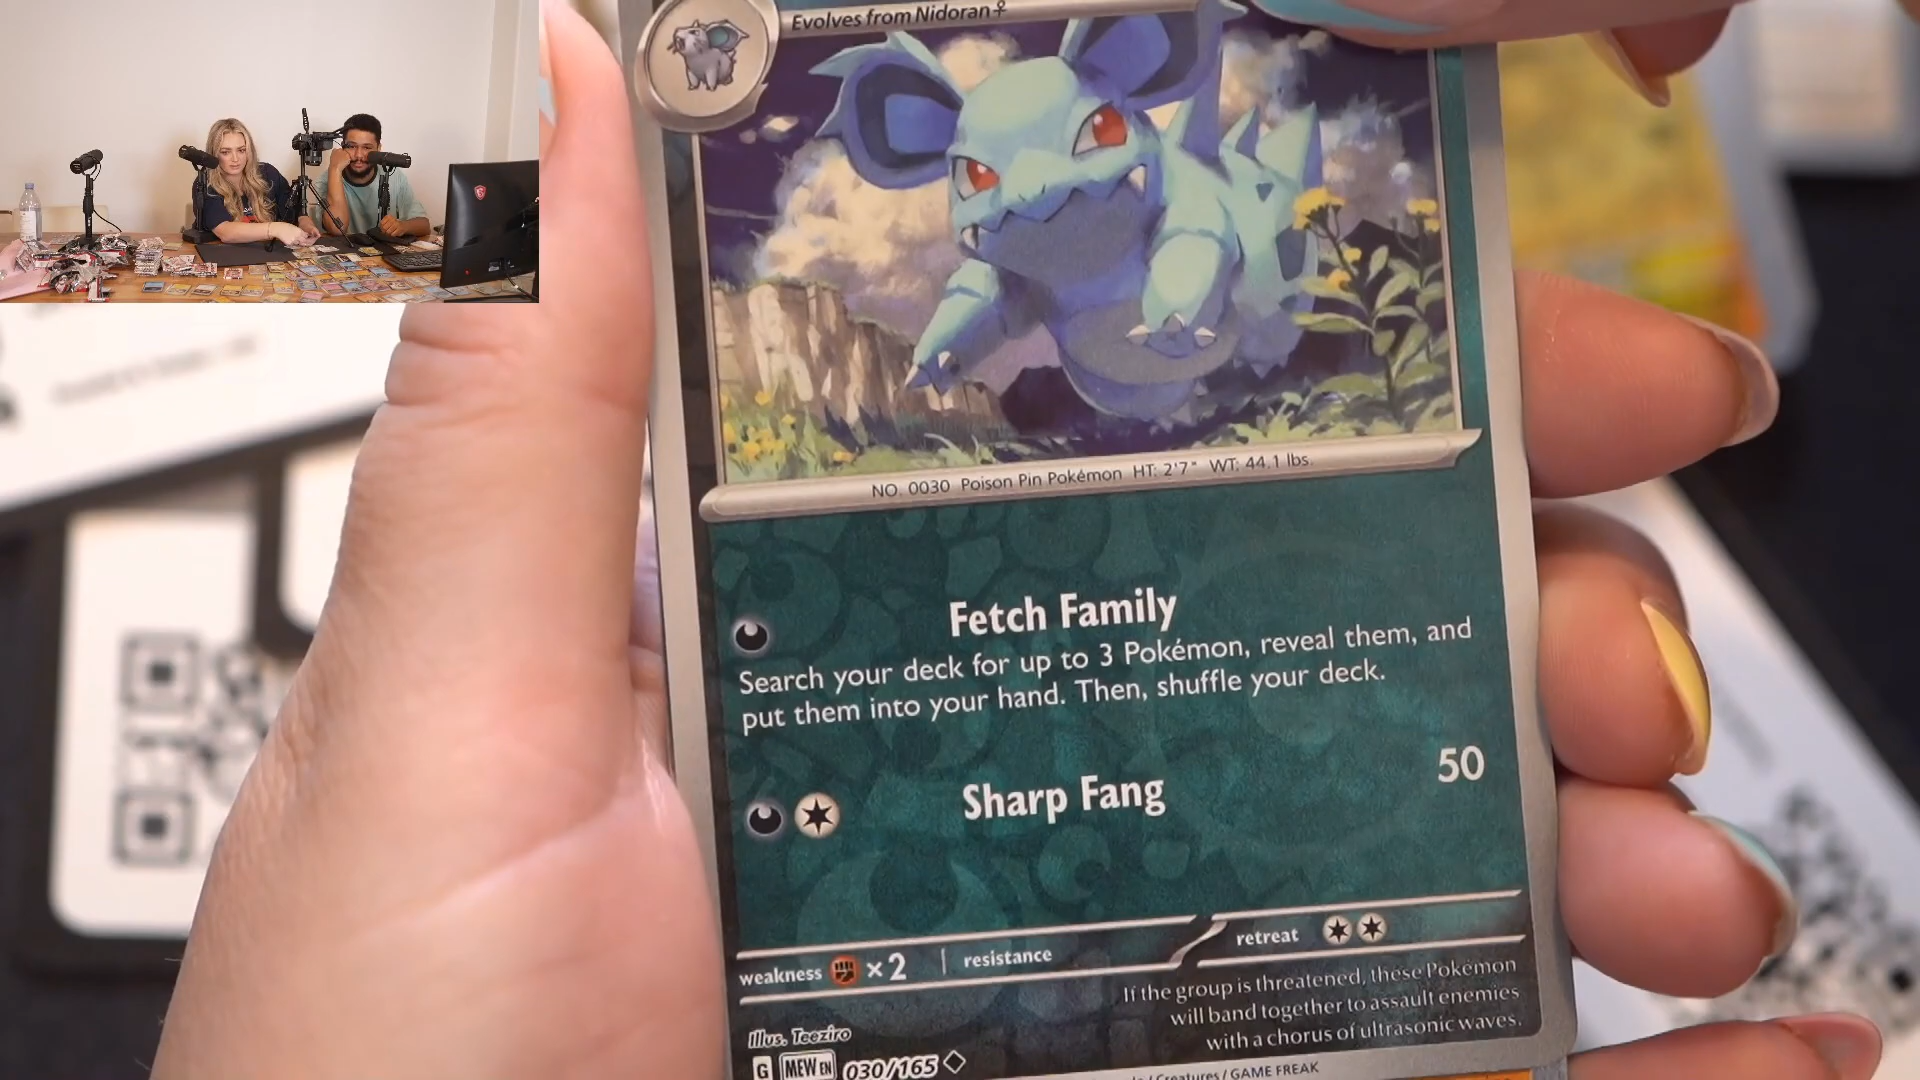 Evolves from Nidoran♀
NO. 0030 Poison Pin Pokémon HT: 2'7" WT: 44.1 lbs.
Fetch Family
Search your deck for up to 3 Pokémon, reveal them, and
put them into your hand. Then, shuffle your deck.
Sharp Fang 50
weakness ×2 resistance retreat
If the group is threatened, these Pokémon
will band together to assault enemies
with a chorus of ultrasonic waves.
Illus. Teeziro
G MEW EN 030/165
/ Creatures / GAME FREAK